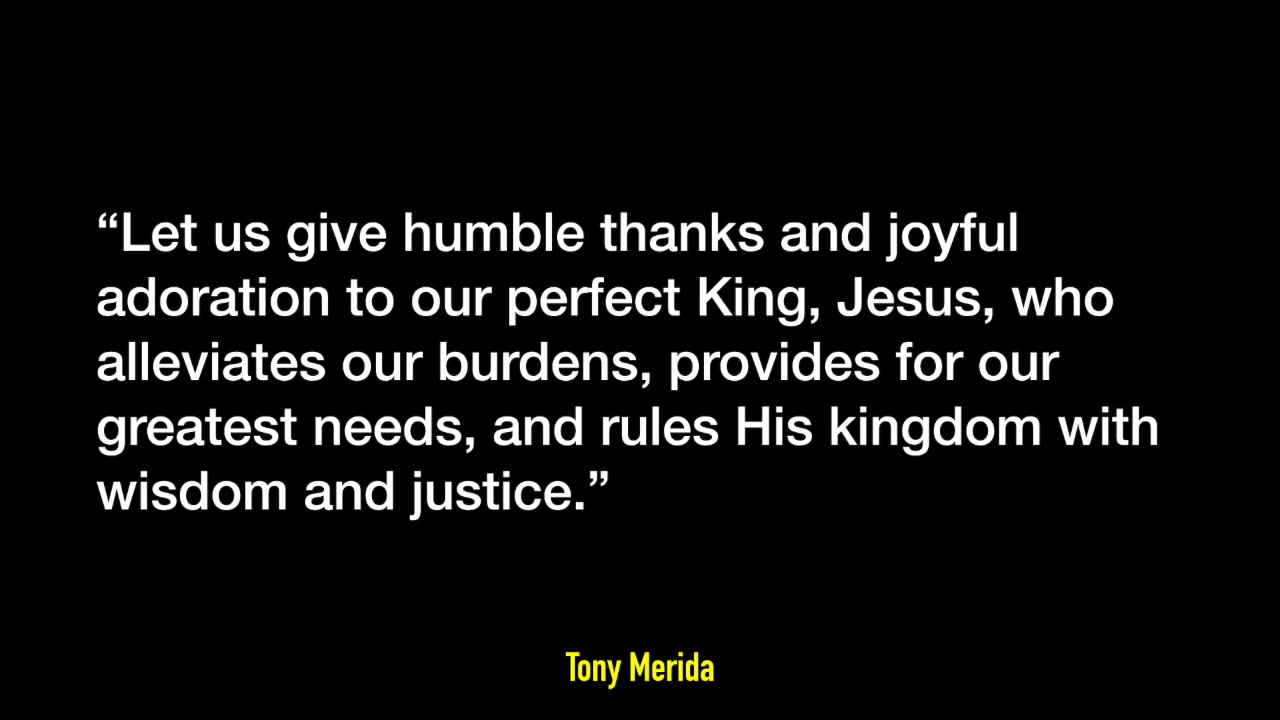 “Let us give humble thanks and joyful
adoration to our perfect King, Jesus, who
alleviates our burdens, provides for our
greatest needs, and rules His kingdom with
wisdom and justice.”
Tony Merida